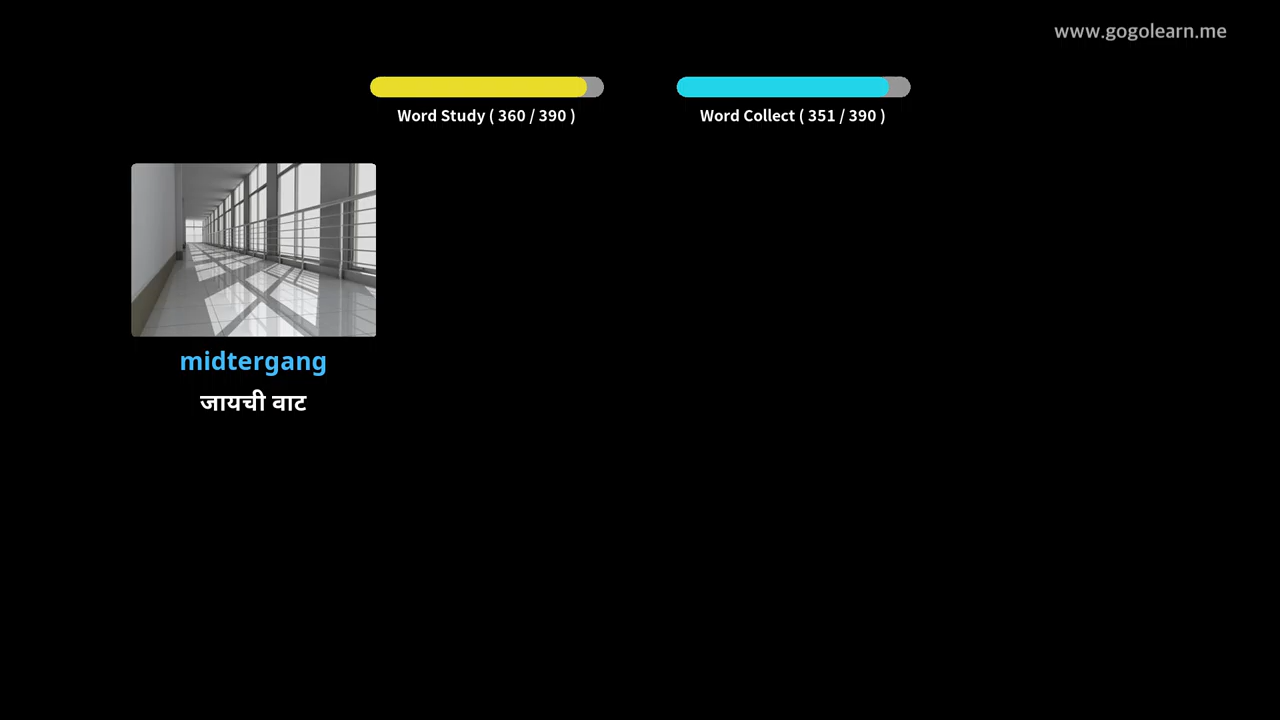 www.gogolearn.me
Word Study ( 360 / 390 )
Word Collect ( 351 / 390 )
midtergang
जायची वाट